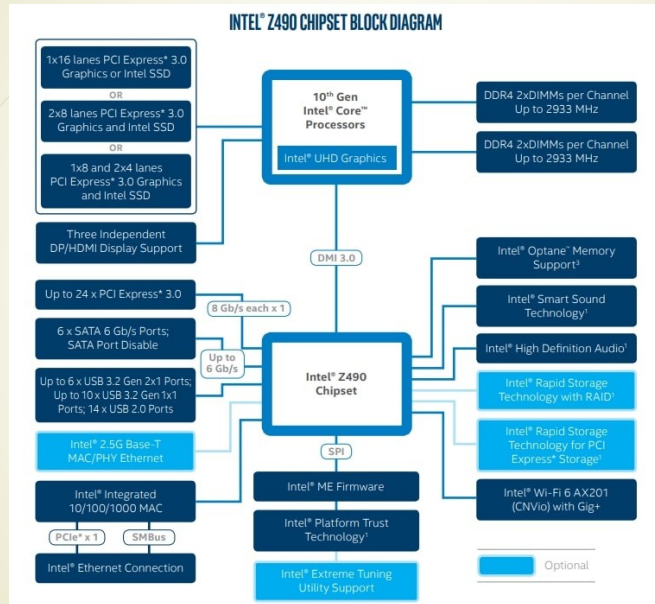 INTEL® Z490 CHIPSET BLOCK DIAGRAM
1x16 lanes PCI Express* 3.0
Graphics or Intel SSD
OR
2x8 lanes PCI Express* 3.0
Graphics and Intel SSD
OR
1x8 and 2x4 lanes
PCI Express* 3.0 Graphics
and Intel SSD
Three Independent
DP/HDMI Display Support
10th Gen
Intel® Core™
Processors
Intel® UHD Graphics
DDR4 2xDIMMs per Channel
Up to 2933 MHz
DDR4 2xDIMMs per Channel
Up to 2933 MHz
DMI 3.0
Up to 24 x PCI Express* 3.0
8 Gb/s each x 1
6 x SATA 6 Gb/s Ports;
SATA Port Disable
Up to
6 Gb/s
Up to 6 x USB 3.2 Gen 2x1 Ports;
Up to 10 x USB 3.2 Gen 1x1
Ports; 14 x USB 2.0 Ports
Intel® 2.5G Base-T
MAC/PHY Ethernet
Intel® Integrated
10/100/1000 MAC
PCIe* x 1
SMBus
Intel® Ethernet Connection
Intel® Z490
Chipset
SPI
Intel® ME Firmware
Intel® Platform Trust
Technology¹
Intel® Extreme Tuning
Utility Support
Intel® Optane™ Memory
Support³
Intel® Smart Sound
Technology¹
Intel® High Definition Audio¹
Intel® Rapid Storage
Technology with RAID¹
Intel® Rapid Storage
Technology for PCI
Express* Storage¹
Intel® Wi-Fi 6 AX201
(CNVio) with Gig+
Optional